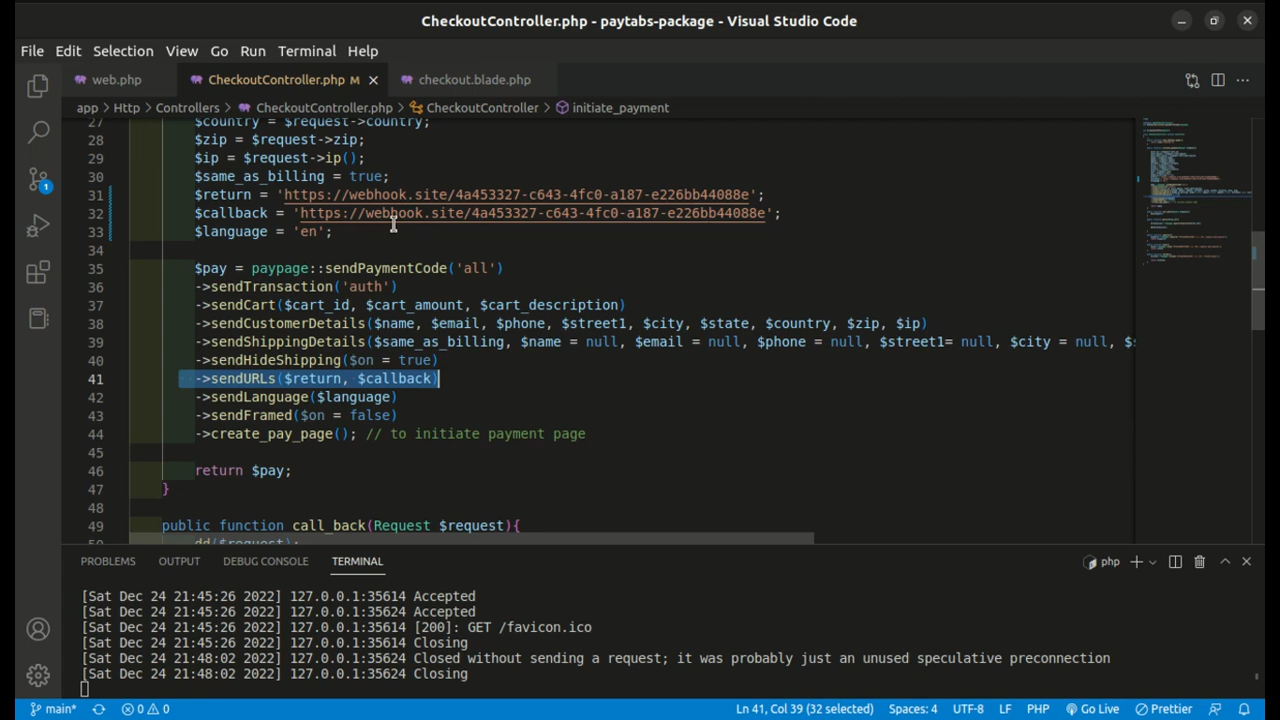 CheckoutController.php - paytabs-package - Visual Studio Code
File Edit Selection View Go Run Terminal Help
web.php CheckoutController.php M checkout.blade.php
app > Http > Controllers > CheckoutController.php > CheckoutController > initiate_payment
27 $country = $request->country;
28 $zip = $request->zip;
29 $ip = $request->ip();
30 $same_as_billing = true;
31 $return = 'https://webhook.site/4a453327-c643-4fc0-a187-e226bb44088e';
32 $callback = 'https://webhook.site/4a453327-c643-4fc0-a187-e226bb44088e';
33 $language = 'en';
34
35 $pay = paypage::sendPaymentCode('all')
36 ->sendTransaction('auth')
37 ->sendCart($cart_id, $cart_amount, $cart_description)
38 ->sendCustomerDetails($name, $email, $phone, $street1, $city, $state, $country, $zip, $ip)
39 ->sendShippingDetails($same_as_billing, $name = null, $email = null, $phone = null, $street1= null, $city = null, $s
40 ->sendHideShipping($on = true)
41 ->sendURLs($return, $callback)
42 ->sendLanguage($language)
43 ->sendFramed($on = false)
44 ->create_pay_page(); // to initiate payment page
45
46 return $pay;
47 }
48
49 public function call_back(Request $request){
50 dd($request);
PROBLEMS OUTPUT DEBUG CONSOLE TERMINAL php
[Sat Dec 24 21:45:26 2022] 127.0.0.1:35614 Accepted
[Sat Dec 24 21:45:26 2022] 127.0.0.1:35624 Accepted
[Sat Dec 24 21:45:26 2022] 127.0.0.1:35614 [200]: GET /favicon.ico
[Sat Dec 24 21:45:26 2022] 127.0.0.1:35614 Closing
[Sat Dec 24 21:48:02 2022] 127.0.0.1:35624 Closed without sending a request; it was probably just an unused speculative preconnection
[Sat Dec 24 21:48:02 2022] 127.0.0.1:35624 Closing
main* 0 0 Ln 41, Col 39 (32 selected) Spaces: 4 UTF-8 LF PHP Go Live Prettier